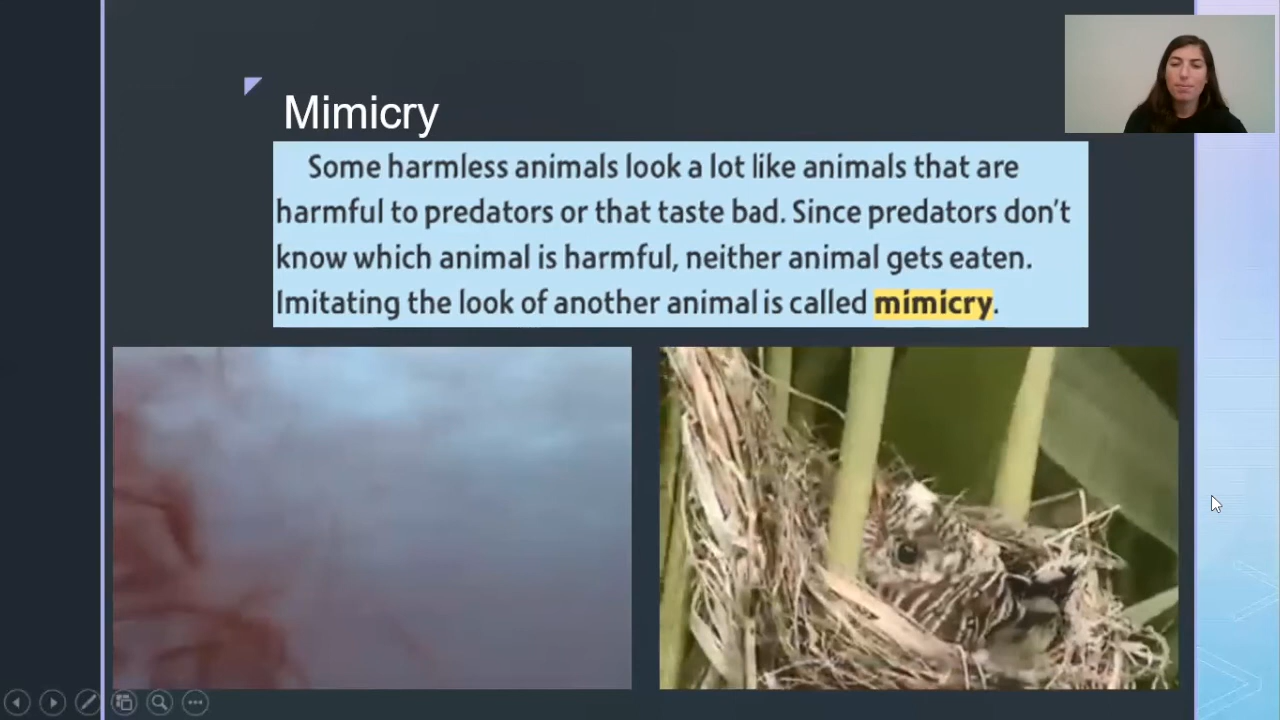 Mimicry
Some harmless animals look a lot like animals that are
harmful to predators or that taste bad. Since predators don't
know which animal is harmful, neither animal gets eaten.
Imitating the look of another animal is called mimicry.